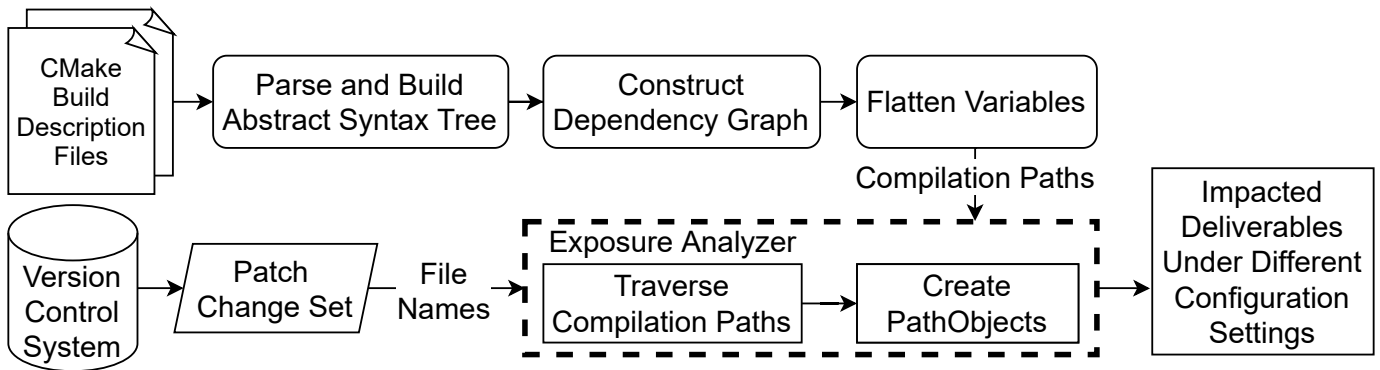 CMake
Build
Description
Files
Parse and Build
Abstract Syntax Tree
Construct
Dependency Graph
Flatten Variables
Compilation Paths
Version
Control
System
Patch
Change Set
File
Names
Exposure Analyzer
Traverse
Compilation Paths
Create
PathObjects
Impacted
Deliverables
Under Different
Configuration
Settings